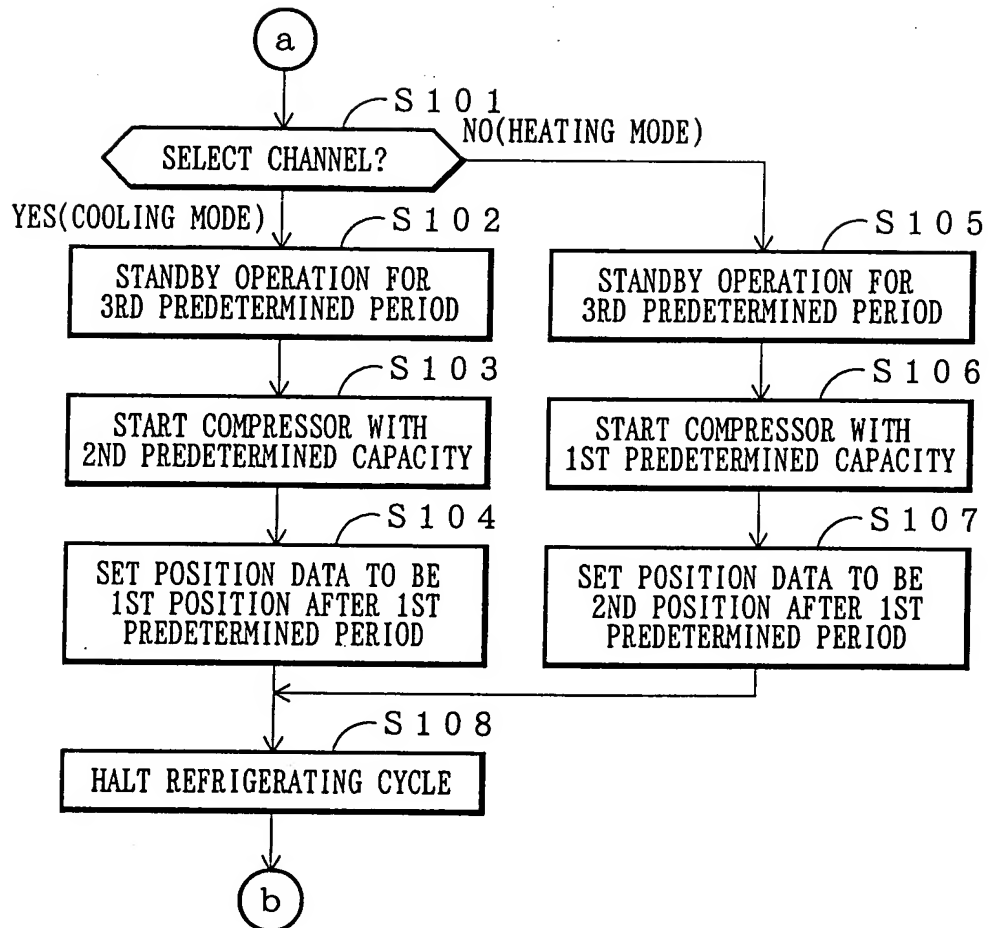 a
S101
SELECT CHANNEL?
NO(HEATING MODE)
YES(COOLING MODE)
S102
STANDBY OPERATION FOR
3RD PREDETERMINED PERIOD
S103
START COMPRESSOR WITH
2ND PREDETERMINED CAPACITY
S104
SET POSITION DATA TO BE
1ST POSITION AFTER 1ST
PREDETERMINED PERIOD
S105
STANDBY OPERATION FOR
3RD PREDETERMINED PERIOD
S106
START COMPRESSOR WITH
1ST PREDETERMINED CAPACITY
S107
SET POSITION DATA TO BE
2ND POSITION AFTER 1ST
PREDETERMINED PERIOD
S108
HALT REFRIGERATING CYCLE
b